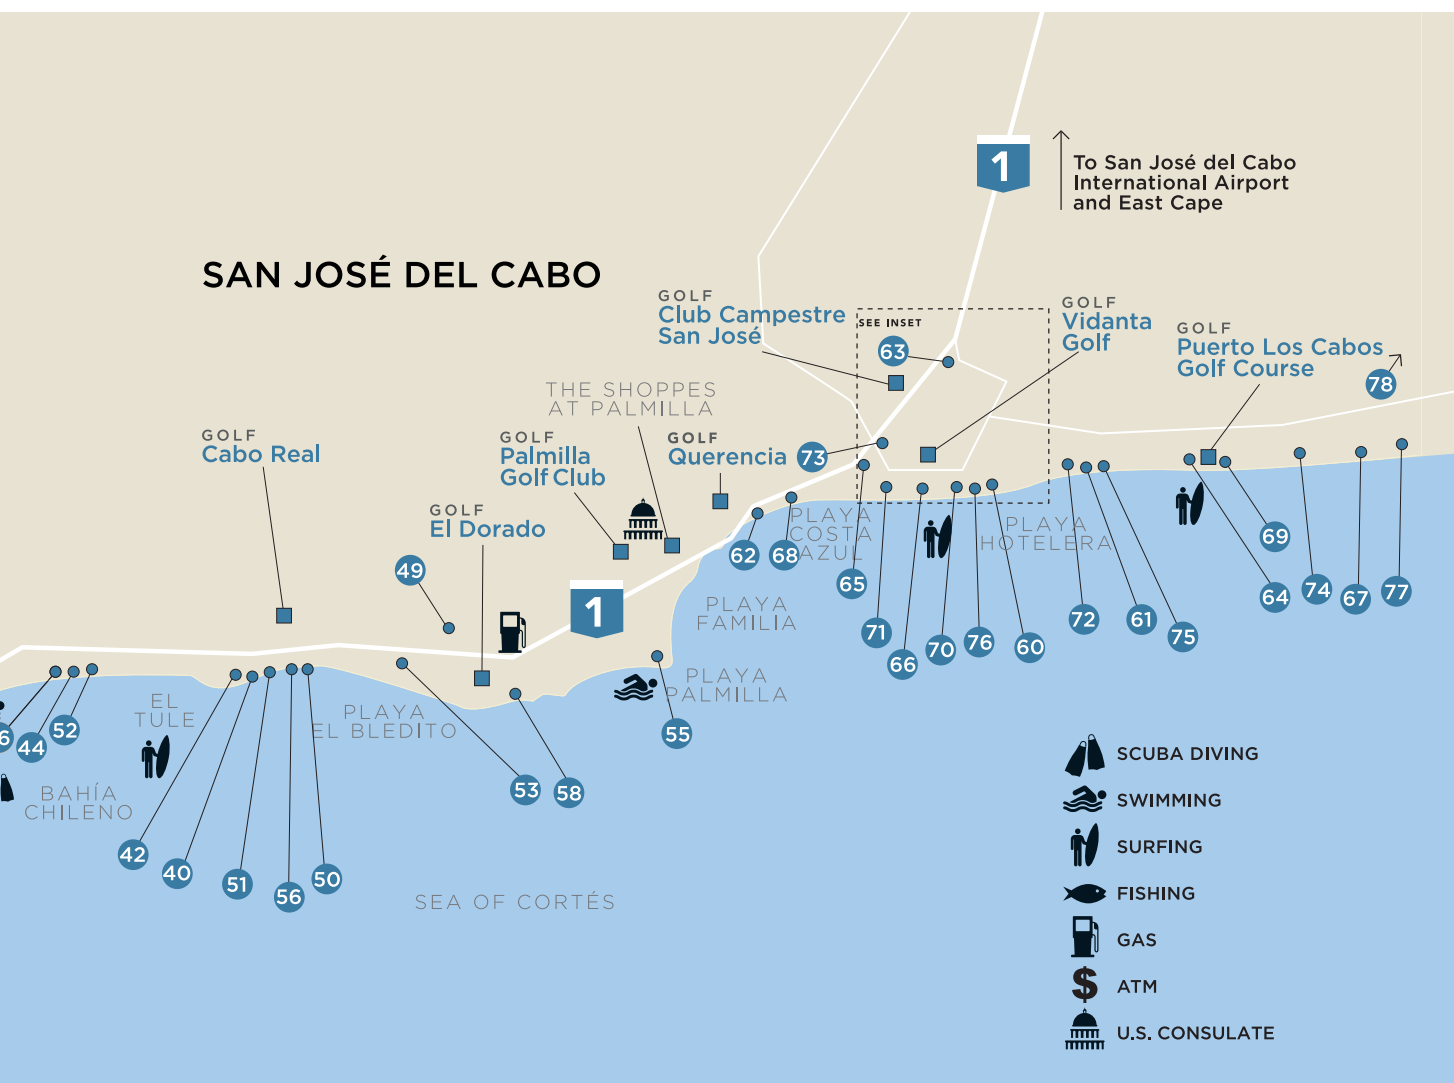 1
To San José del Cabo
International Airport
and East Cape
SAN JOSÉ DEL CABO
GOLF
Club Campestre
San José
SEE INSET
63
GOLF
Vidanta
Golf
GOLF
Puerto Los Cabos
Golf Course
78
THE SHOPPES
AT PALMILLA
GOLF
Cabo Real
GOLF
Palmilla
Golf Club
GOLF
Querencia
73
GOLF
El Dorado
49
1
62
68
PLAYA
COSTA
AZUL
65
PLAYA
HOTELERA
69
64
74
67
77
PLAYA
FAMILIA
71
66
70
76
60
72
61
75
PLAYA
PALMILLA
55
EL
TULE
PLAYA
EL BLEDITO
6
44
52
53
58
BAHÍA
CHILENO
42
40
51
56
50
SEA OF CORTÉS
SCUBA DIVING
SWIMMING
SURFING
FISHING
GAS
$
ATM
U.S. CONSULATE